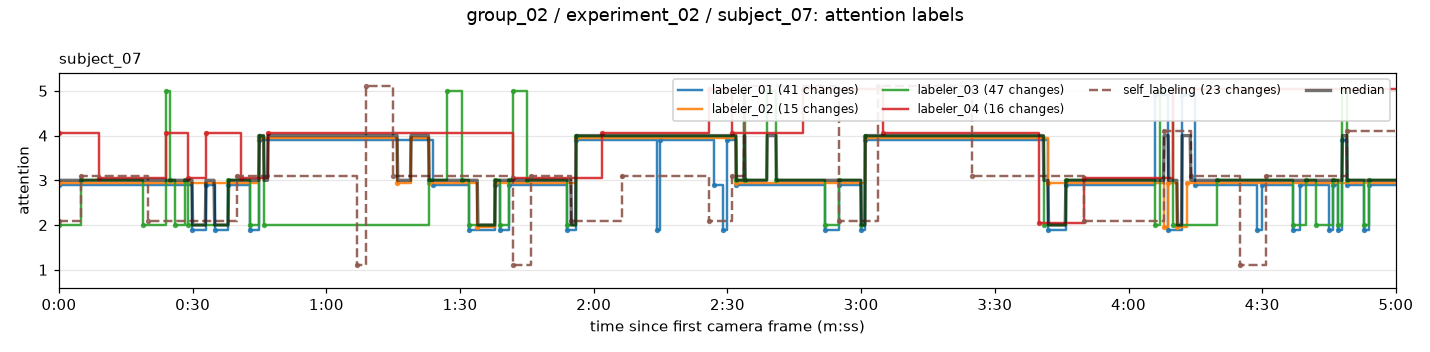 group_02 / experiment_02 / subject_07: attention labels
subject_07
labeler_01 (41 changes)
labeler_02 (15 changes)
labeler_03 (47 changes)
labeler_04 (16 changes)
self_labeling (23 changes)
median
attention
5
4
3
2
1
0:00 0:30 1:00 1:30 2:00 2:30 3:00 3:30 4:00 4:30 5:00
time since first camera frame (m:ss)